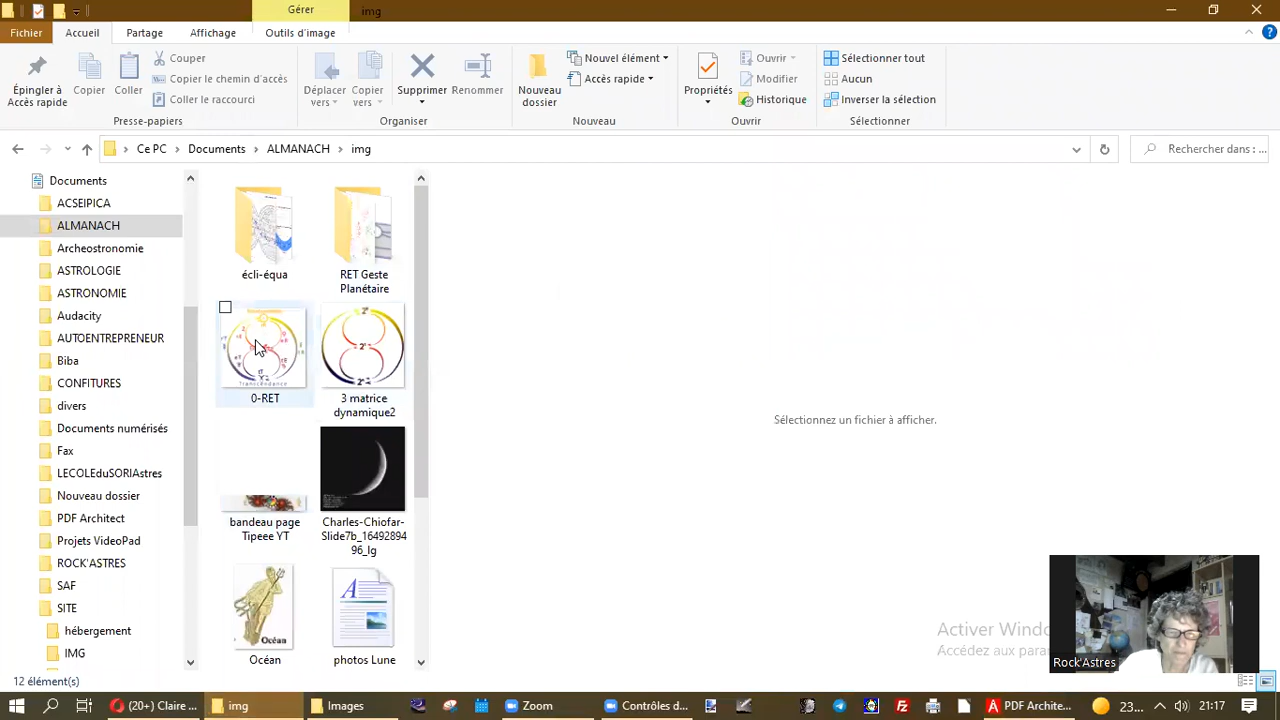 Gérer
img
Fichier
Accueil
Partage
Affichage
Outils d'image
Épingler à
Accès rapide
Copier
Coller
Couper
Copier le chemin d'accès
Coller le raccourci
Presse-papiers
Déplacer
vers
Copier
vers
Supprimer
Renommer
Organiser
Nouveau
dossier
Nouvel élément
Accès rapide
Nouveau
Propriétés
Ouvrir
Modifier
Historique
Ouvrir
Sélectionner tout
Aucun
Inverser la sélection
Sélectionner
Ce PC > Documents > ALMANACH > img
Rechercher dans : ...
Documents
ACSEIPICA
ALMANACH
Archeostronomie
ASTROLOGIE
ASTRONOMIE
Audacity
AUTOENTREPRENEUR
Biba
CONFITURES
divers
Documents numérisés
Fax
LECOLEduSORIAstres
Nouveau dossier
PDF Architect
Projets VideoPad
ROCK'ASTRES
SAF
SITE
hébergement
IMG
écli-équa
RET Geste
Planétaire
Transcendance
0-RET
3 matrice
dynamique2
bandeau page
Tipeee YT
Charles-Chiofar-
Slide7b_16492894
96_lg
Océan
Océan
photos Lune
Sélectionnez un fichier à afficher.
Activer Windo
Accédez aux para
Rock'Astres
12 élément(s)
(20+) Claire ...
img
Images
Zoom
Contrôles d...
PDF Archite...
23...
21:17